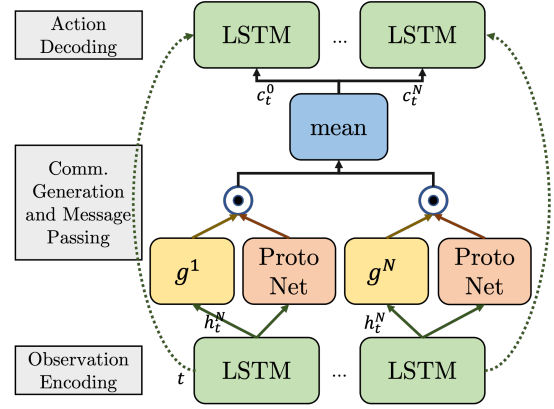 Action
Decoding
LSTM
...
LSTM
c_t^0
c_t^N
mean
Comm.
Generation
and Message
Passing
g^1
Proto
Net
g^N
Proto
Net
h_t^N
h_t^N
Observation
Encoding
t
LSTM
...
LSTM